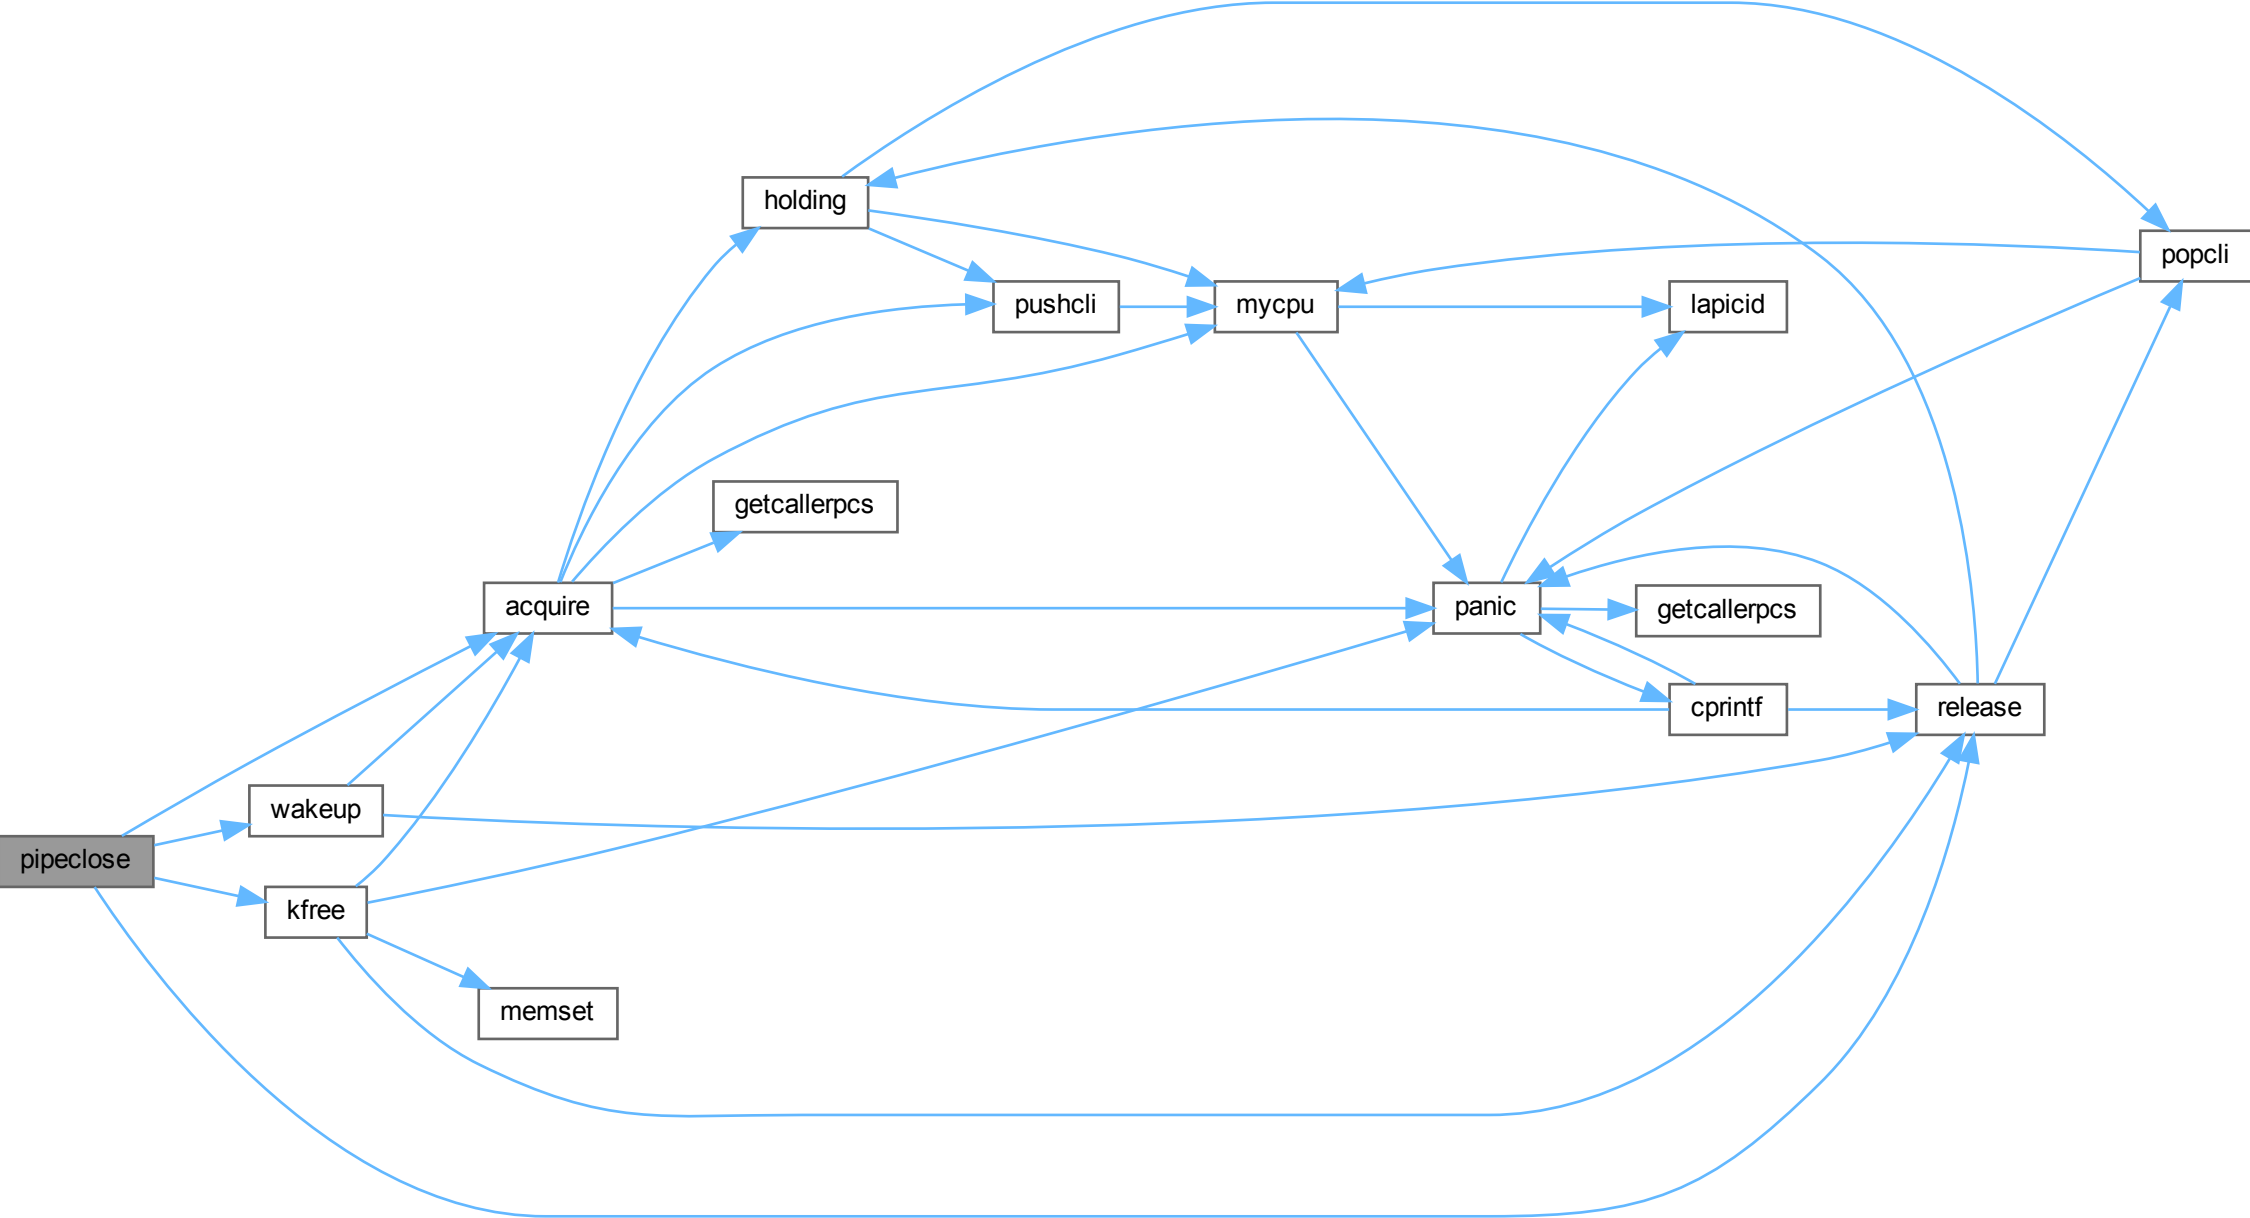 holding
popcli
pushcli
mycpu
lapicid
getcallerpcs
acquire
panic
getcallerpcs
cprintf
release
wakeup
pipeclose
kfree
memset